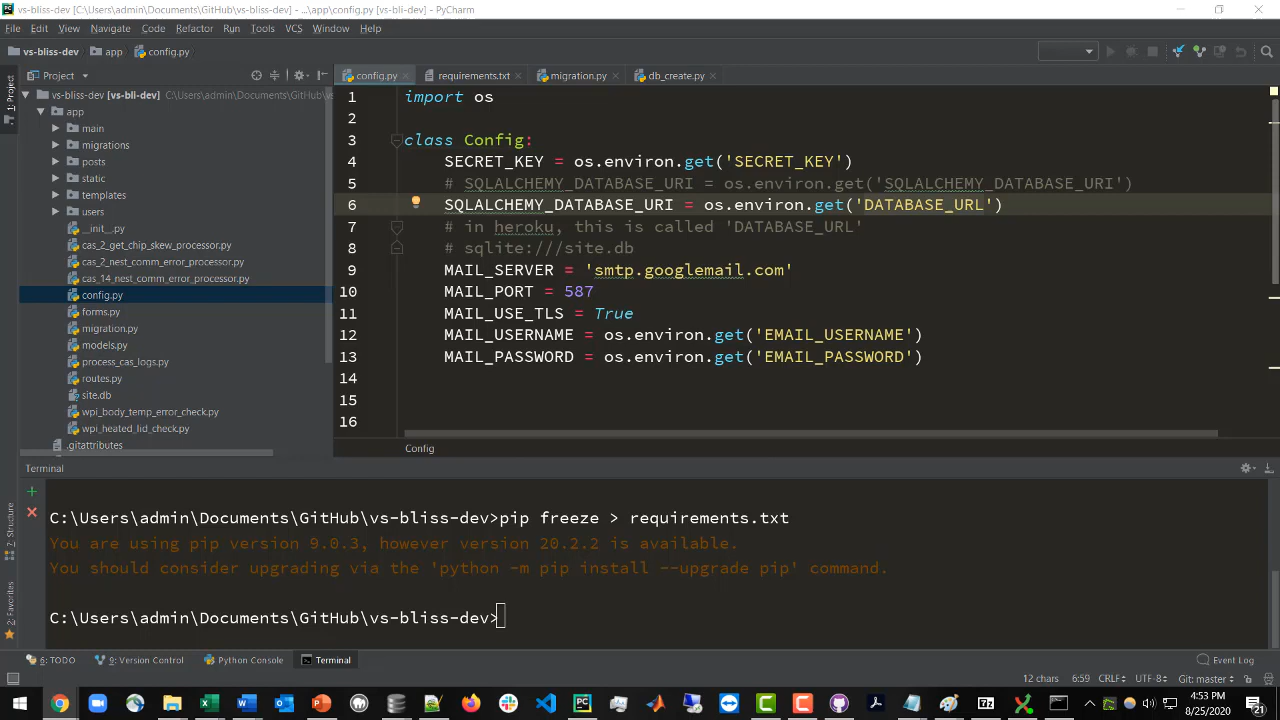 vs-bliss-dev [C:\Users\admin\Documents\GitHub\vs-bliss-dev] - ...\app\config.py [vs-bli-dev] - PyCharm
File Edit View Navigate Code Refactor Run Tools VCS Window Help
vs-bliss-dev app config.py
Project
config.py requirements.txt migration.py db_create.py
1: Project
vs-bliss-dev [vs-bli-dev] C:\Users\admin\Documents\GitHub\vs
app
main
migrations
posts
static
templates
users
__init__.py
cas_2_get_chip_skew_processor.py
cas_2_nest_comm_error_processor.py
cas_14_nest_comm_error_processor.py
config.py
forms.py
migration.py
models.py
process_cas_logs.py
routes.py
site.db
wpi_body_temp_error_check.py
wpi_heated_lid_check.py
.gitattributes
1 import os
2
3 class Config:
4 SECRET_KEY = os.environ.get('SECRET_KEY')
5 # SQLALCHEMY_DATABASE_URI = os.environ.get('SQLALCHEMY_DATABASE_URI')
6 SQLALCHEMY_DATABASE_URI = os.environ.get('DATABASE_URL')
7 # in heroku, this is called 'DATABASE_URL'
8 # sqlite:///site.db
9 MAIL_SERVER = 'smtp.googlemail.com'
10 MAIL_PORT = 587
11 MAIL_USE_TLS = True
12 MAIL_USERNAME = os.environ.get('EMAIL_USERNAME')
13 MAIL_PASSWORD = os.environ.get('EMAIL_PASSWORD')
14
15
16
Config
Terminal
C:\Users\admin\Documents\GitHub\vs-bliss-dev>pip freeze > requirements.txt
You are using pip version 9.0.3, however version 20.2.2 is available.
You should consider upgrading via the 'python -m pip install --upgrade pip' command.
C:\Users\admin\Documents\GitHub\vs-bliss-dev>
7: Structure
2: Favorites
6: TODO 9: Version Control Python Console Terminal Event Log
12 chars 6:59 CRLF UTF-8 Git: master
4:53 PM
8/25/2020
21